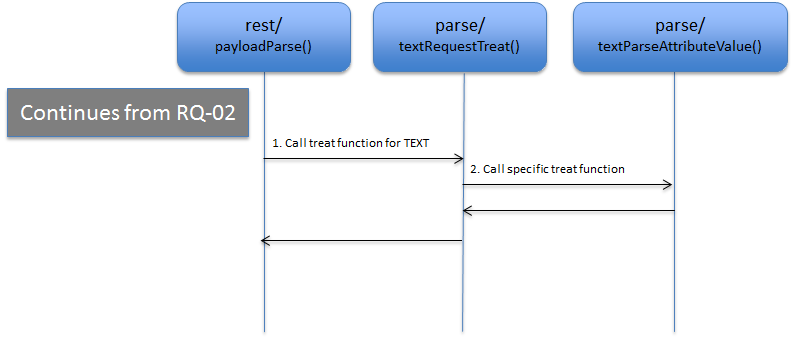 rest/
payloadParse()
parse/
textRequestTreat()
parse/
textParseAttributeValue()
Continues from RQ-02
1. Call treat function for TEXT
2. Call specific treat function